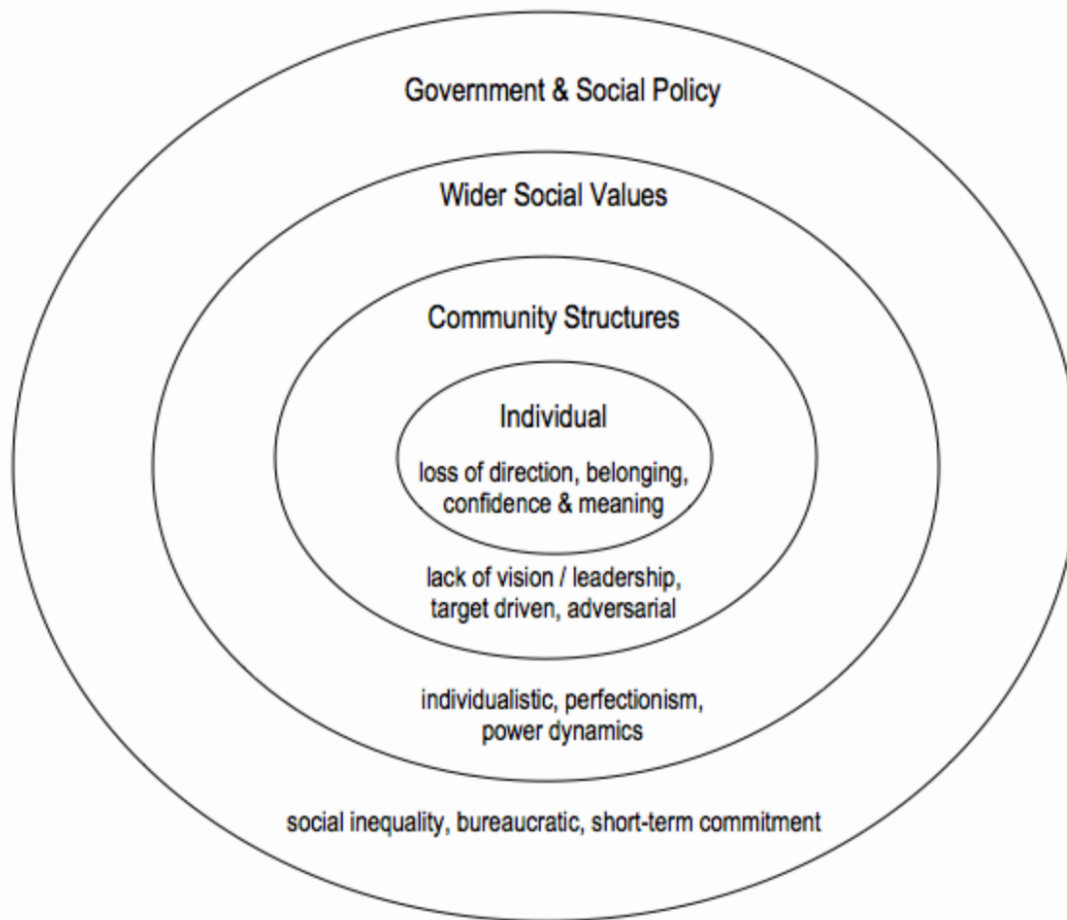 Government & Social Policy
Wider Social Values
Community Structures
Individual
loss of direction, belonging,
confidence & meaning
lack of vision / leadership,
target driven, adversarial
individualistic, perfectionism,
power dynamics
social inequality, bureaucratic, short-term commitment